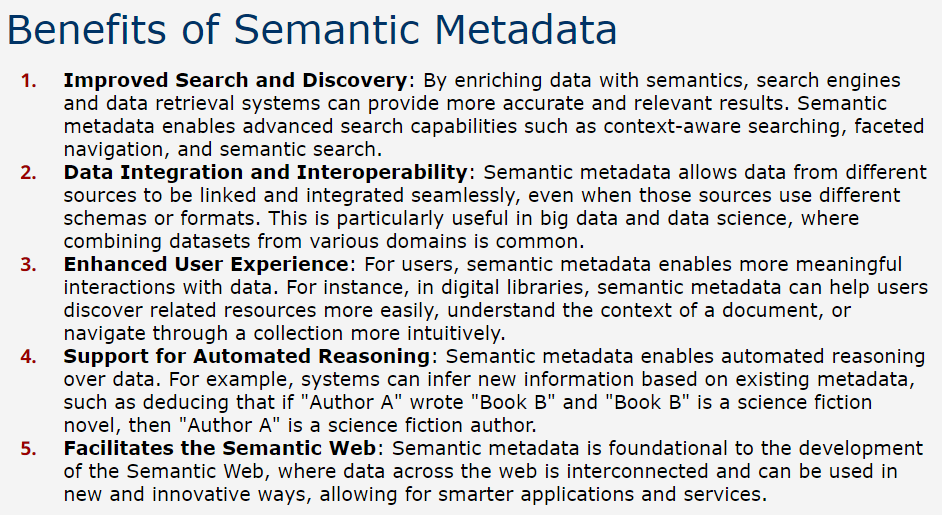 Benefits of Semantic Metadata
1. Improved Search and Discovery: By enriching data with semantics, search engines
and data retrieval systems can provide more accurate and relevant results. Semantic
metadata enables advanced search capabilities such as context-aware searching, faceted
navigation, and semantic search.
2. Data Integration and Interoperability: Semantic metadata allows data from different
sources to be linked and integrated seamlessly, even when those sources use different
schemas or formats. This is particularly useful in big data and data science, where
combining datasets from various domains is common.
3. Enhanced User Experience: For users, semantic metadata enables more meaningful
interactions with data. For instance, in digital libraries, semantic metadata can help users
discover related resources more easily, understand the context of a document, or
navigate through a collection more intuitively.
4. Support for Automated Reasoning: Semantic metadata enables automated reasoning
over data. For example, systems can infer new information based on existing metadata,
such as deducing that if "Author A" wrote "Book B" and "Book B" is a science fiction
novel, then "Author A" is a science fiction author.
5. Facilitates the Semantic Web: Semantic metadata is foundational to the development
of the Semantic Web, where data across the web is interconnected and can be used in
new and innovative ways, allowing for smarter applications and services.